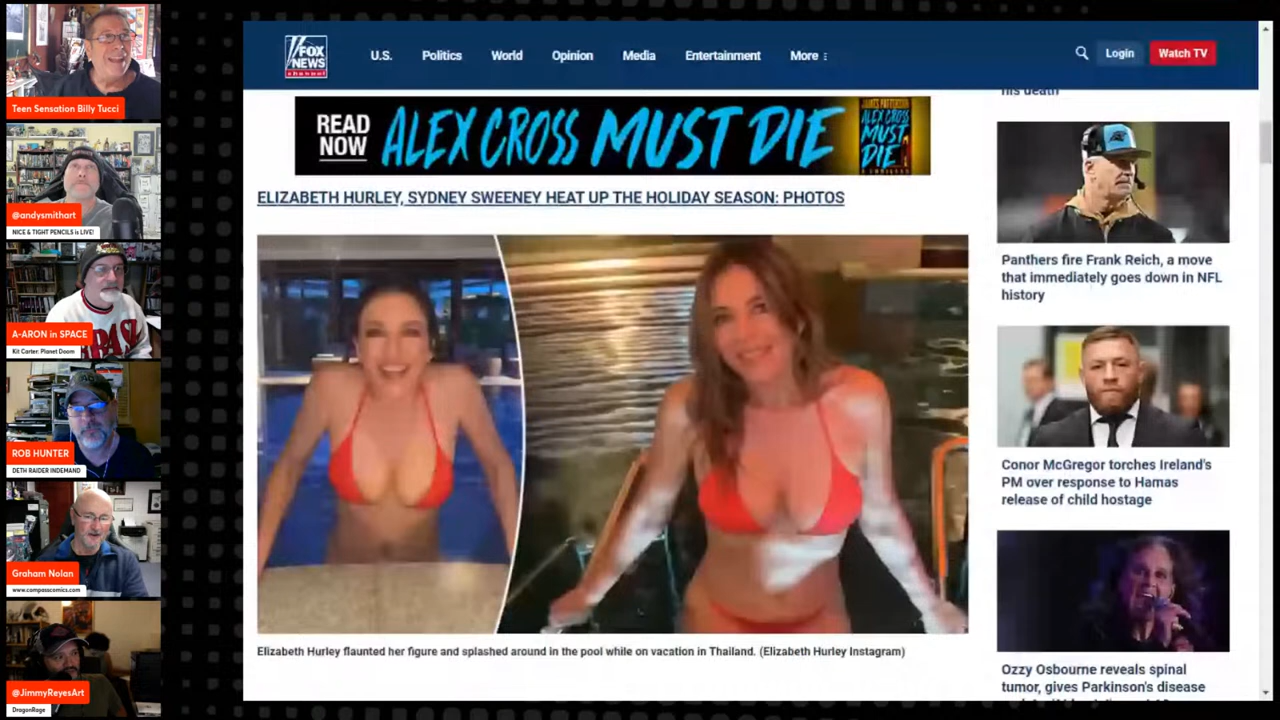 Teen Sensation Billy Tucci
@andysmithart
NICE & TIGHT PENCILS is LIVE!
A-ARON in SPACE
Kit Carter: Planet Doom
ROB HUNTER
DETH RAIDER INDEMAND
Graham Nolan
www.compasscomics.com
@JimmyReyesArt
DragonRage
FOX
NEWS
channel
U.S.
Politics
World
Opinion
Media
Entertainment
More
Login
Watch TV
READ
NOW
ALEX CROSS MUST DIE
JAMES PATTERSON
ALEX CROSS
MUST
DIE
ELIZABETH HURLEY, SYDNEY SWEENEY HEAT UP THE HOLIDAY SEASON: PHOTOS
Elizabeth Hurley flaunted her figure and splashed around in the pool while on vacation in Thailand. (Elizabeth Hurley Instagram)
his death
Panthers fire Frank Reich, a move
that immediately goes down in NFL
history
Conor McGregor torches Ireland's
PM over response to Hamas
release of child hostage
Ozzy Osbourne reveals spinal
tumor, gives Parkinson's disease